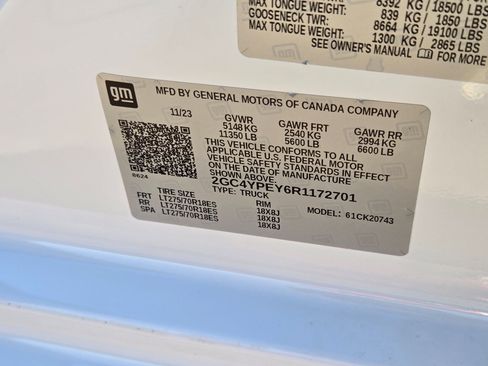 8392 KG/18500 LBS
MAX TONGUE WEIGHT:
839 KG/ 1850 LBS
GOOSENECK TWR:
8664 KG/19100 LBS
MAX TONGUE WEIGHT:
1300 KG/ 2865 LBS
SEE OWNER'S MANUAL FOR MORE
gm
MFD BY GENERAL MOTORS OF CANADA COMPANY
11/23 GVWR GAWR FRT GAWR RR
5148 KG 2540 KG 2994 KG
11350 LB 5600 LB 6600 LB
THIS VEHICLE CONFORMS TO ALL
APPLICABLE U.S. FEDERAL MOTOR
VEHICLE SAFETY STANDARDS IN EFFECT
ON THE DATE OF MANUFACTURE
SHOWN ABOVE.
2GC4YPEY6R1172701
8624
TYPE: TRUCK
TIRE SIZE RIM MODEL: 61CK20743
FRT LT275/70R18ES 18X8J
RR LT275/70R18ES 18X8J
SPA LT275/70R18ES 18X8J